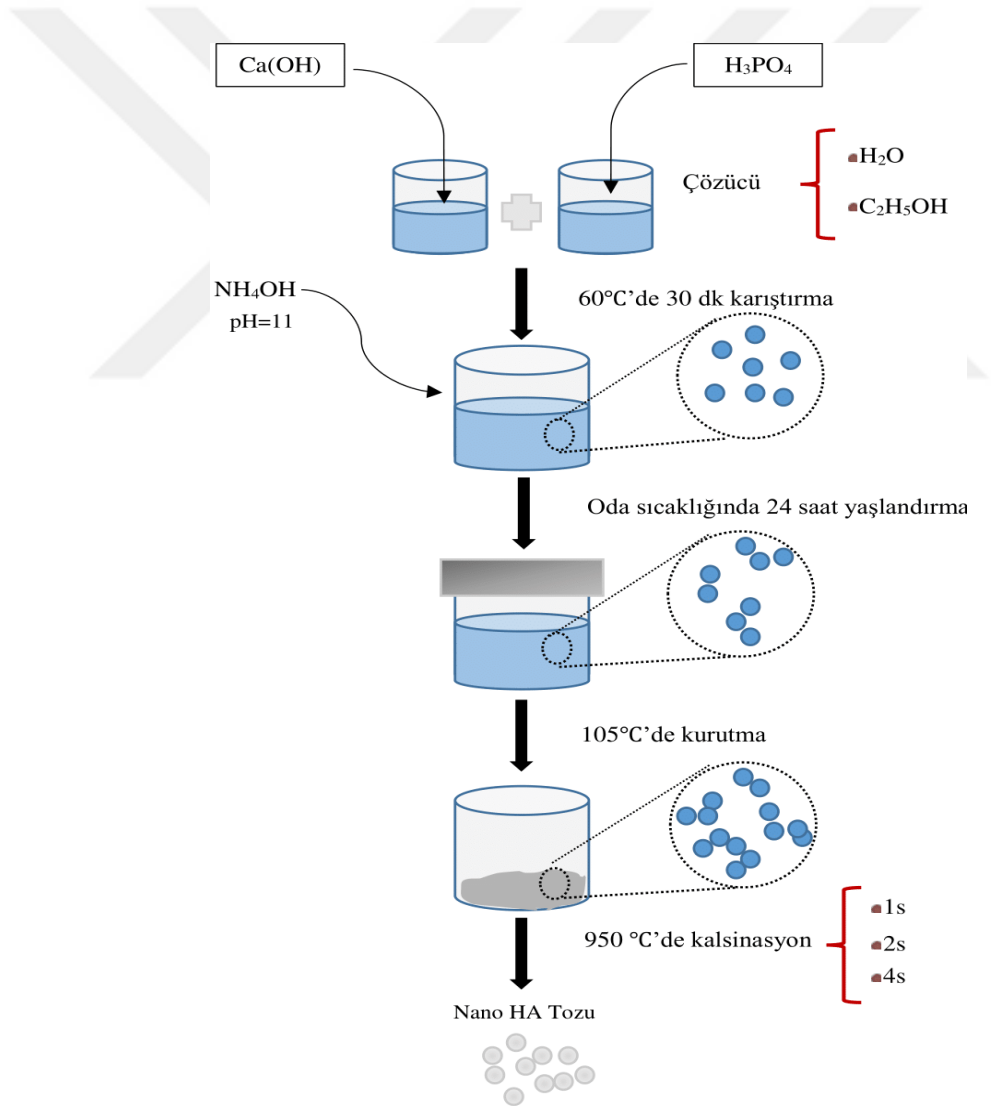 Ca(OH)
H₃PO₄
Çözücü
H₂O
C₂H₅OH
NH₄OH
pH=11
60°C’de 30 dk karıştırma
Oda sıcaklığında 24 saat yaşlandırma
105°C’de kurutma
950 °C’de kalsinasyon
1s
2s
4s
Nano HA Tozu